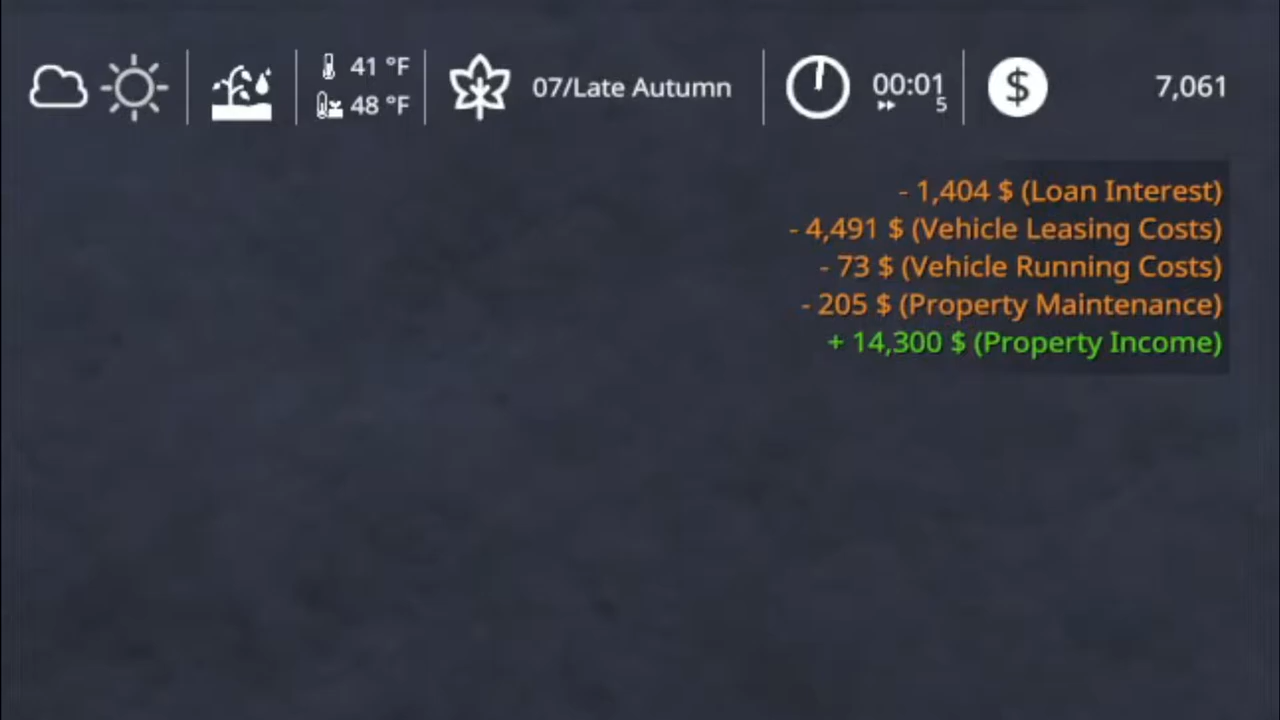 41 °F
48 °F
07/Late Autumn
00:01
5
$
7,061
- 1,404 $ (Loan Interest)
- 4,491 $ (Vehicle Leasing Costs)
- 73 $ (Vehicle Running Costs)
- 205 $ (Property Maintenance)
+ 14,300 $ (Property Income)